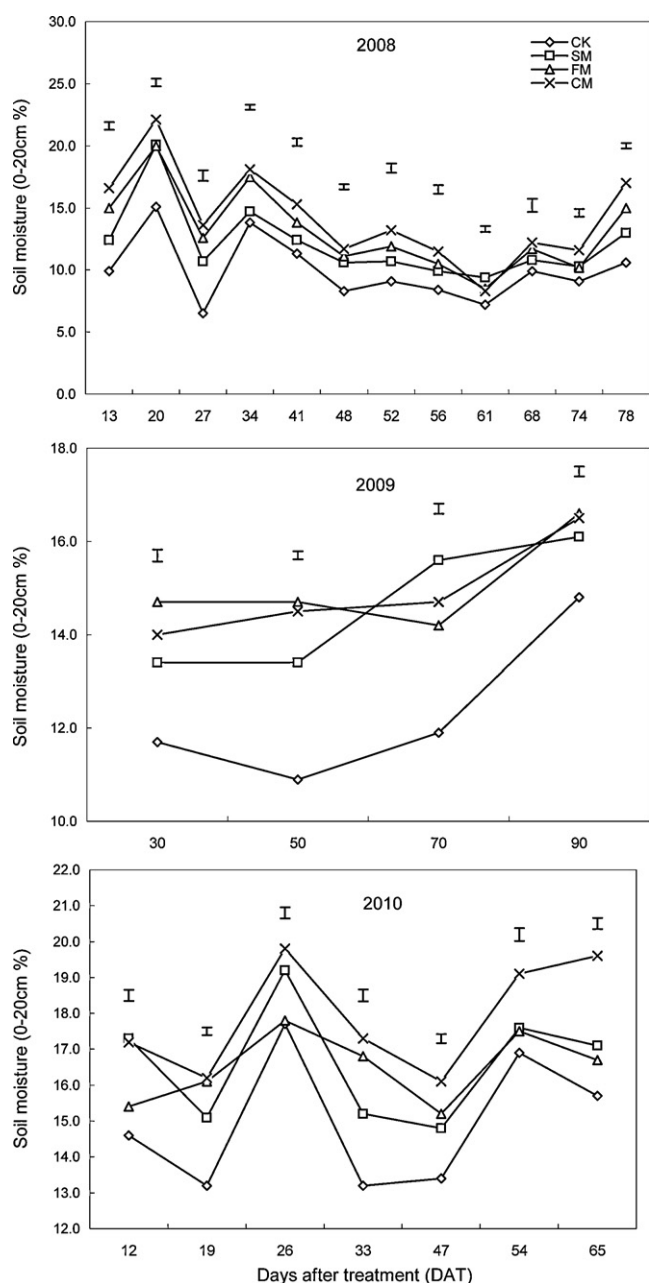 2008
CK
SM
FM
CM
Soil moisture (0-20cm %)
30.0
25.0
20.0
15.0
10.0
5.0
0.0
13 20 27 34 41 48 52 56 61 68 74 78
2009
Soil moisture (0-20cm %)
18.0
16.0
14.0
12.0
10.0
30 50 70 90
2010
Soil moisture (0-20cm %)
22.0
21.0
20.0
19.0
18.0
17.0
16.0
15.0
14.0
13.0
12.0
12 19 26 33 47 54 65
Days after treatment (DAT)